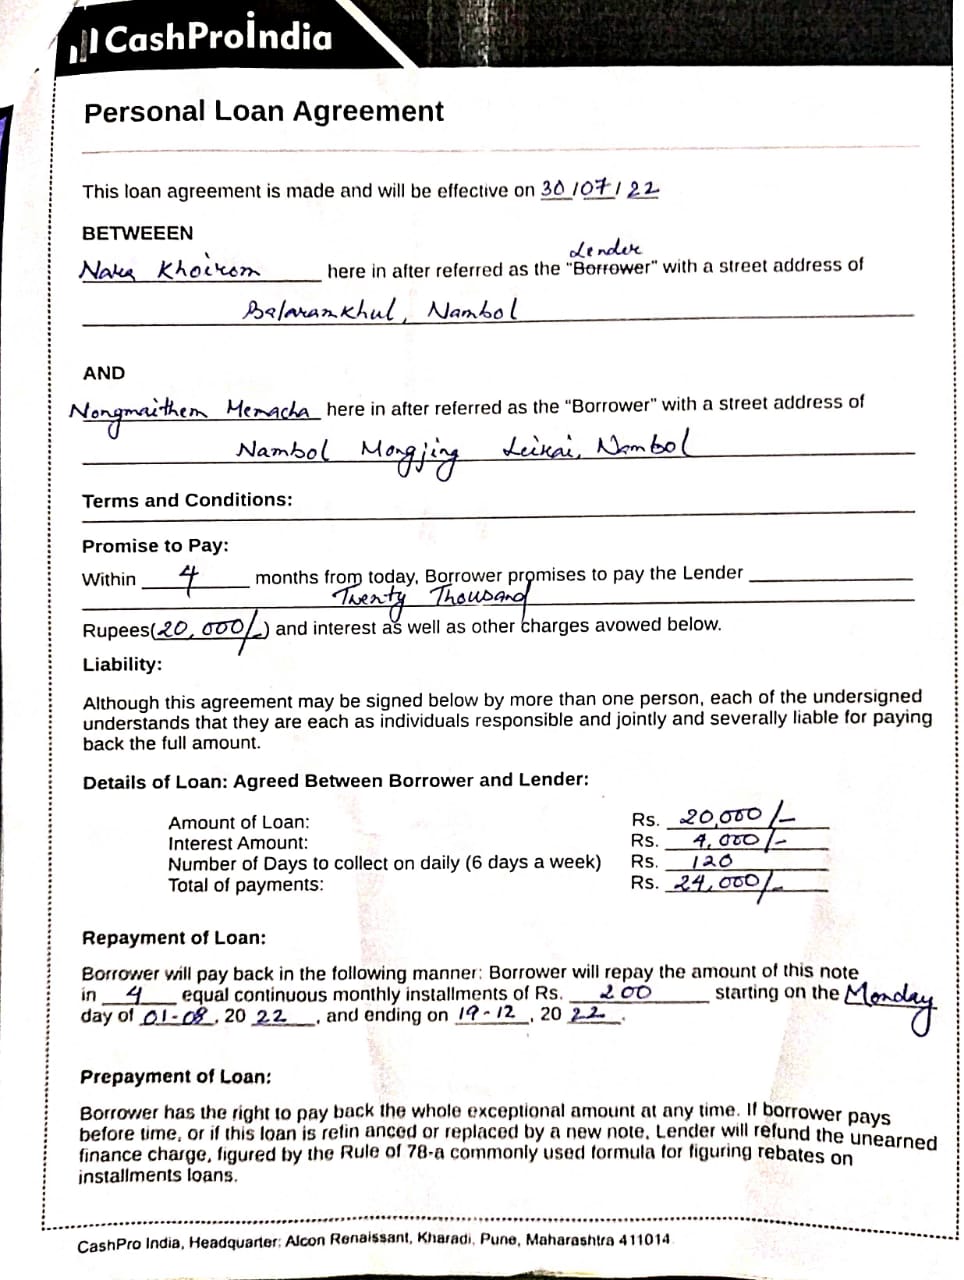 CashProIndia
Personal Loan Agreement
This loan agreement is made and will be effective on 30/07/22
BETWEEEN
Lender
Naka Khoirom here in after referred as the "Borrower" with a street address of
Balaramkhul, Nambol
AND
Nongmaithem Memacha here in after referred as the "Borrower" with a street address of
Nambol Mongjing Leikai, Nambol
Terms and Conditions:
Promise to Pay:
Within 4 months from today, Borrower promises to pay the Lender
Twenty Thousand
Rupees(20,000/-) and interest as well as other charges avowed below.
Liability:
Although this agreement may be signed below by more than one person, each of the undersigned
understands that they are each as individuals responsible and jointly and severally liable for paying
back the full amount.
Details of Loan: Agreed Between Borrower and Lender:
Amount of Loan: Rs. 20,000/-
Interest Amount: Rs. 4,000/-
Number of Days to collect on daily (6 days a week) Rs. 120
Total of payments: Rs. 24,000/-
Repayment of Loan:
Borrower will pay back in the following manner: Borrower will repay the amount of this note
in 4 equal continuous monthly installments of Rs. 200 starting on the Monday
day of 01-08, 20 22, and ending on 19-12, 20 22.
Prepayment of Loan:
Borrower has the right to pay back the whole exceptional amount at any time. If borrower pays
before time, or if this loan is refin anced or replaced by a new note, Lender will refund the unearned
finance charge, figured by the Rule of 78-a commonly used formula for figuring rebates on
installments loans.
CashPro India, Headquarter: Alcon Renaissant, Kharadi, Pune, Maharashtra 411014